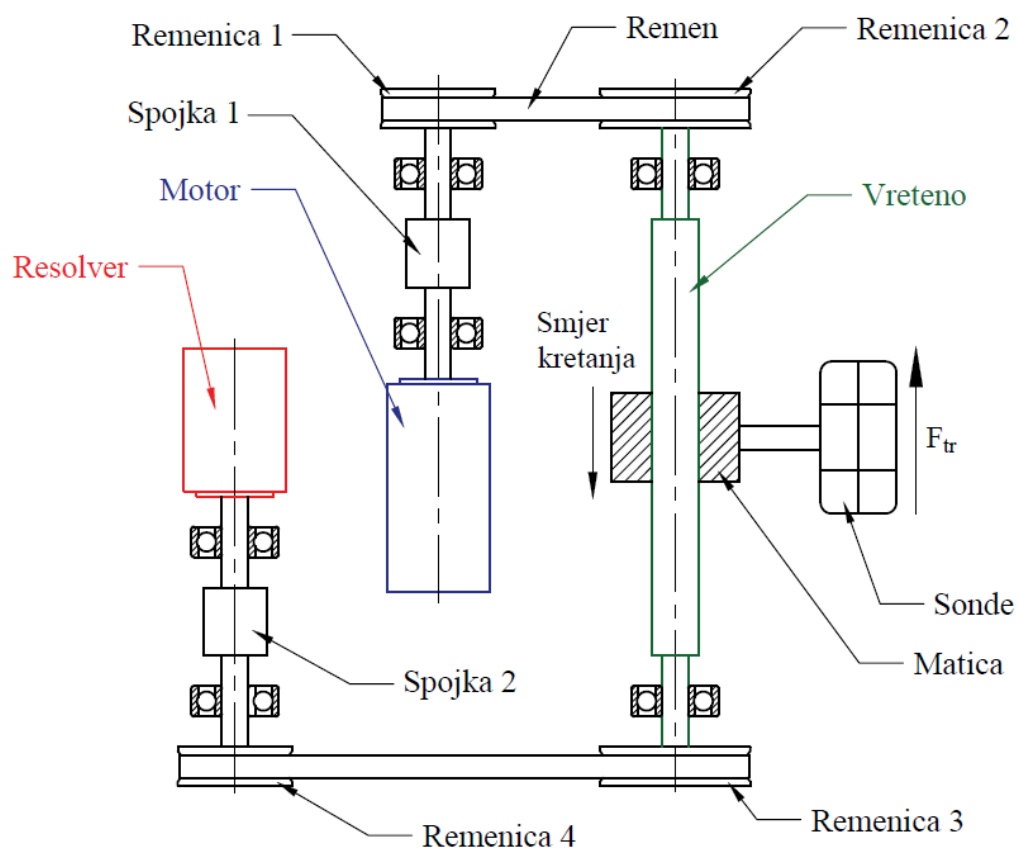 Remenica 1
Remen
Remenica 2
Spojka 1
Motor
Vreteno
Resolver
Smjer
kretanja
F_tr
Sonde
Matica
Spojka 2
Remenica 3
Remenica 4